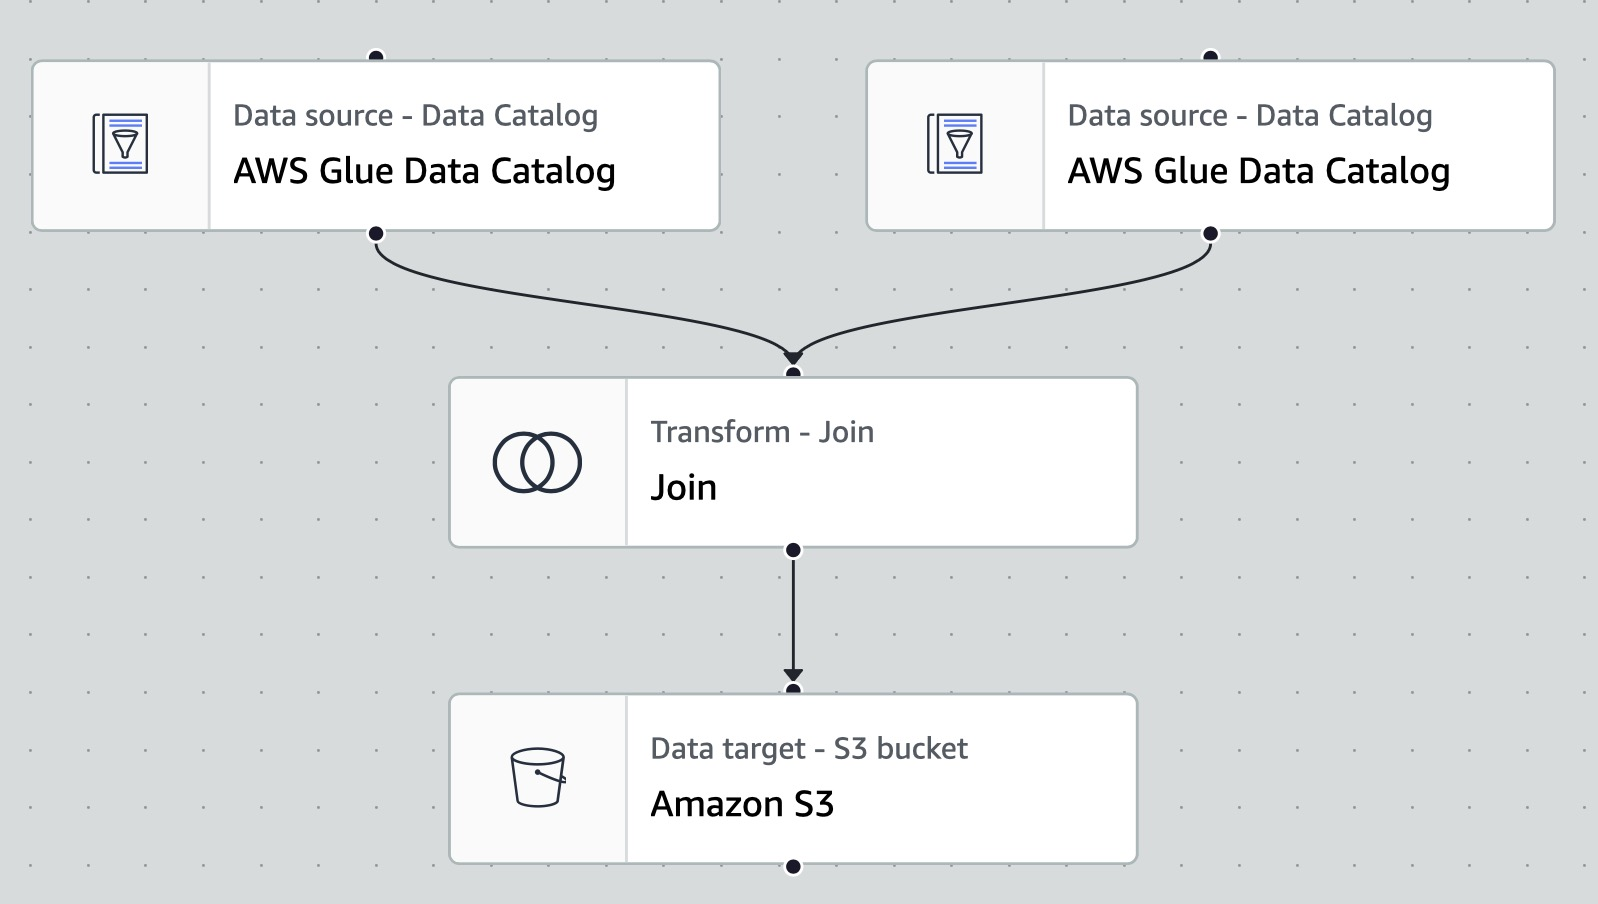 Data source - Data Catalog
AWS Glue Data Catalog
Data source - Data Catalog
AWS Glue Data Catalog
Transform - Join
Join
Data target - S3 bucket
Amazon S3